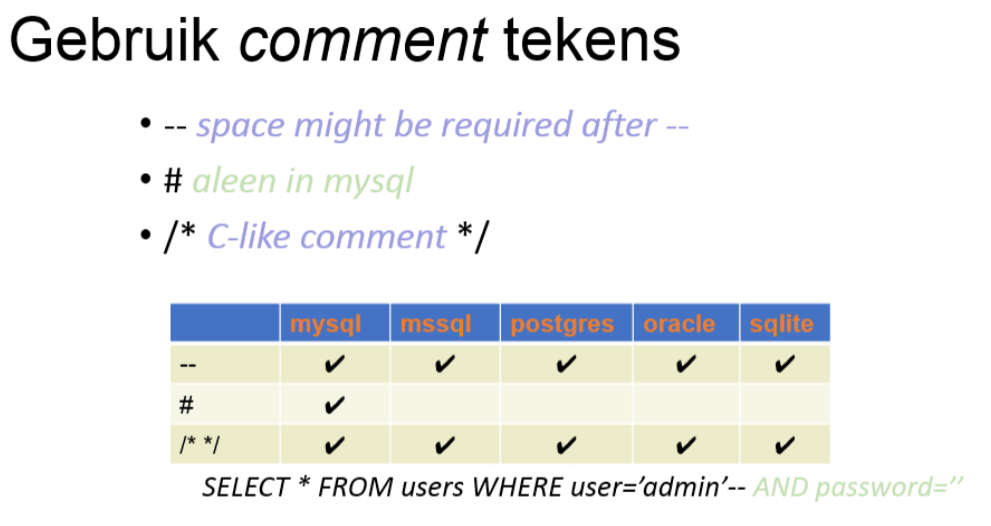 Gebruik comment tekens
• -- space might be required after --
• # aleen in mysql
• /* C-like comment */
mysql mssql postgres oracle sqlite
-- ✔ ✔ ✔ ✔ ✔
# ✔
/* */ ✔ ✔ ✔ ✔ ✔
SELECT * FROM users WHERE user=’admin’-- AND password=’’